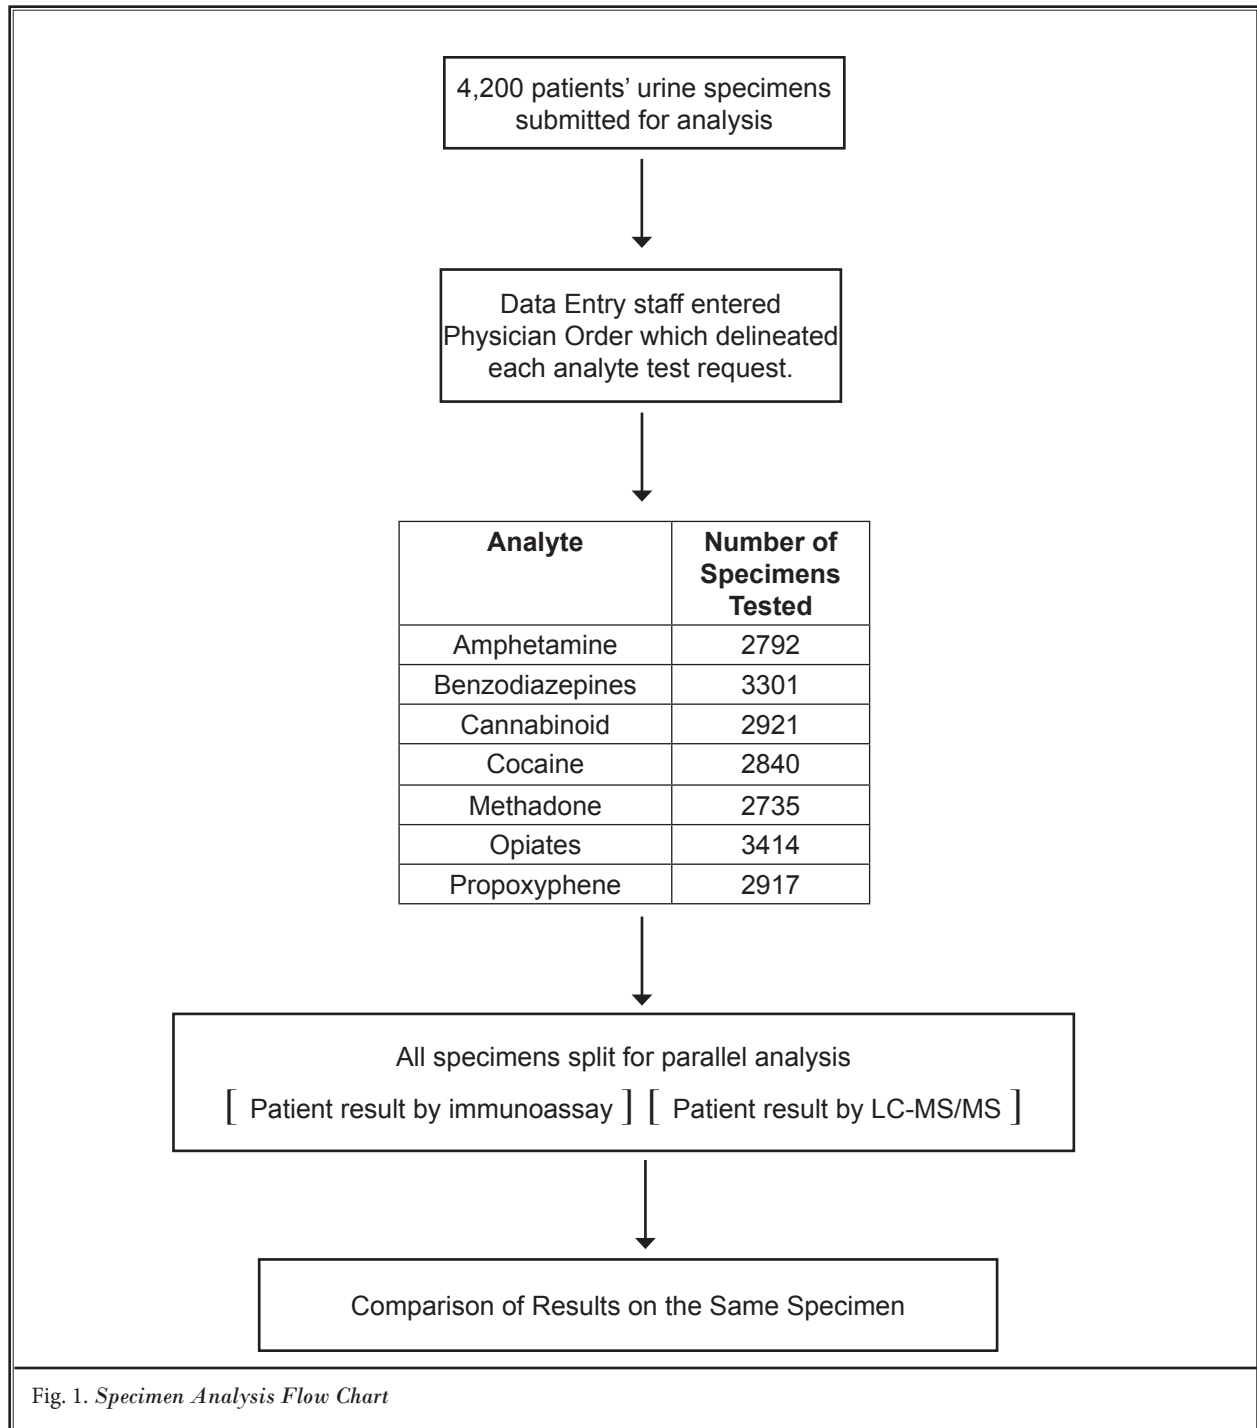 4,200 patients’ urine specimens
submitted for analysis
Data Entry staff entered
Physician Order which delineated
each analyte test request.
Analyte Number of
Specimens
Tested
Amphetamine 2792
Benzodiazepines 3301
Cannabinoid 2921
Cocaine 2840
Methadone 2735
Opiates 3414
Propoxyphene 2917
All specimens split for parallel analysis
[ Patient result by immunoassay ] [ Patient result by LC-MS/MS ]
Comparison of Results on the Same Specimen
Fig. 1. Specimen Analysis Flow Chart